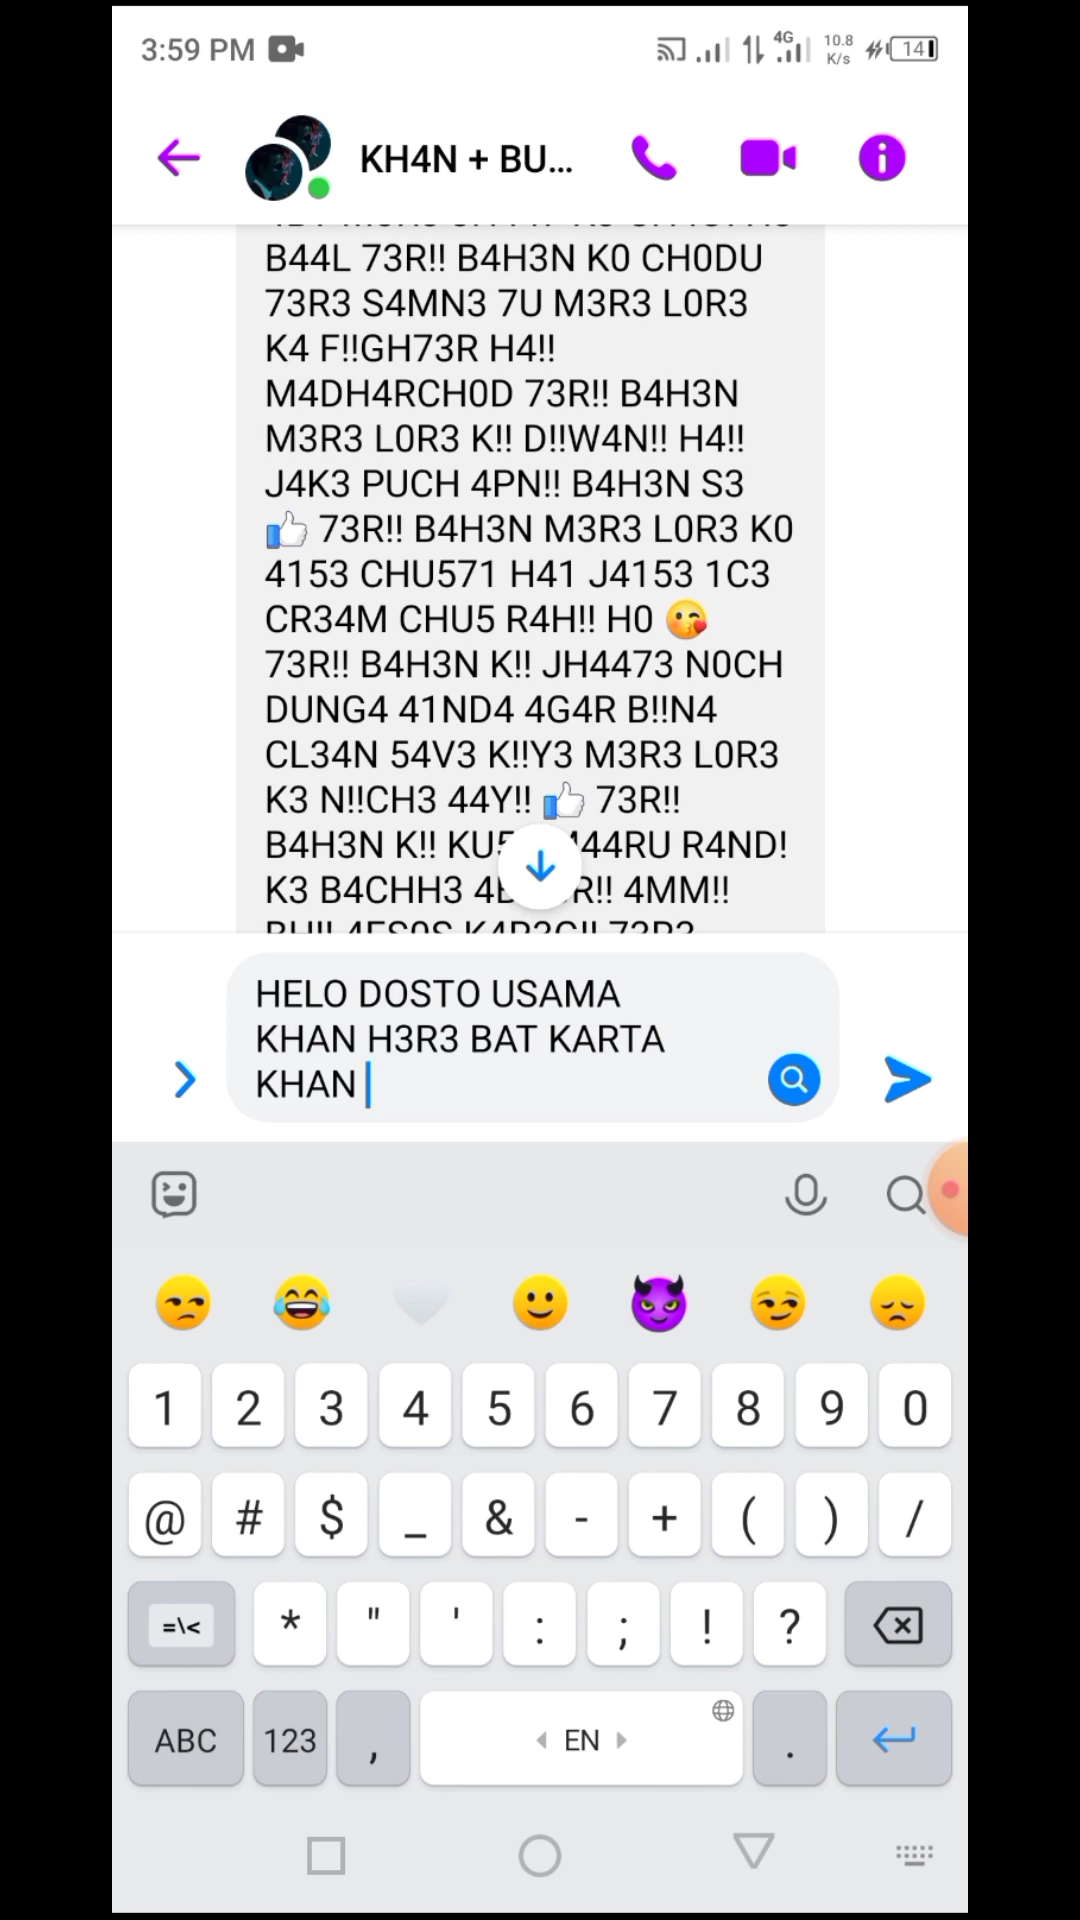 3:59 PM
4G
10.8
K/s
14
KH4N + BU...
B44L 73R!! B4H3N K0 CH0DU
73R3 S4MN3 7U M3R3 L0R3
K4 F!!GH73R H4!!
M4DH4RCH0D 73R!! B4H3N
M3R3 L0R3 K!! D!!W4N!! H4!!
J4K3 PUCH 4PN!! B4H3N S3
👍 73R!! B4H3N M3R3 L0R3 K0
4153 CHU571 H41 J4153 1C3
CR34M CHU5 R4H!! H0 😘
73R!! B4H3N K!! JH4473 N0CH
DUNG4 41ND4 4G4R B!!N4
CL34N 54V3 K!!Y3 M3R3 L0R3
K3 N!!CH3 44Y!! 👍 73R!!
B4H3N K!! R4ND!
K3 B4CHH3 4MM!!
HELO DOSTO USAMA
KHAN H3R3 BAT KARTA
KHAN
1 2 3 4 5 6 7 8 9 0
@ # $ _ & - + ( ) /
=\< * " ' : ; ! ?
ABC 123 , EN .